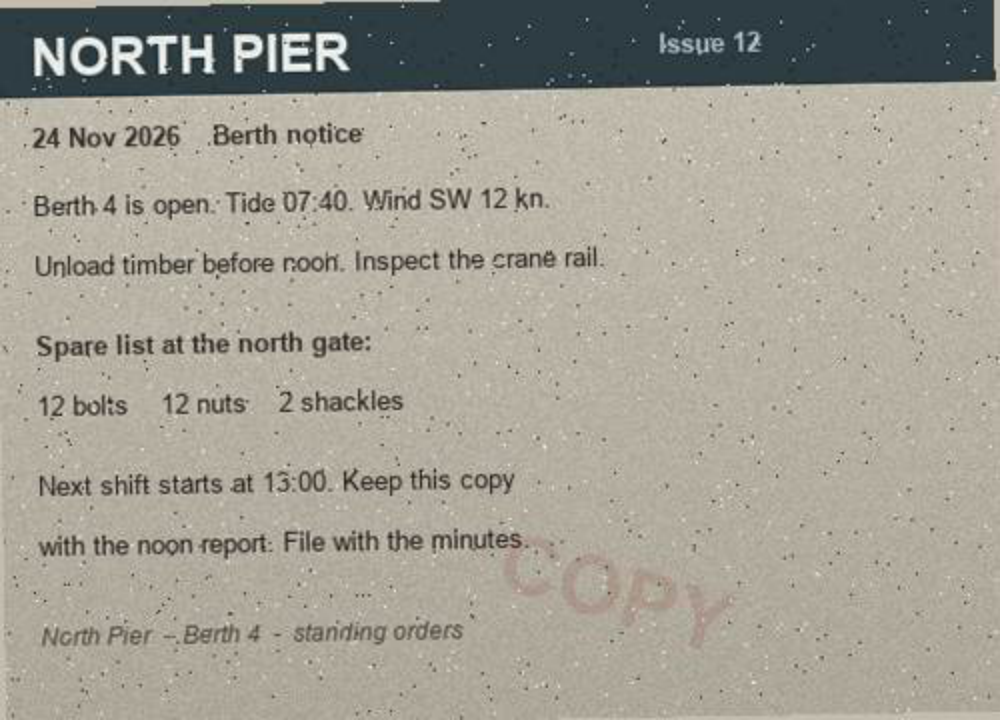 NORTH PIER Issue 12
24 Nov 2026 Berth notice
Berth 4 is open. Tide 07:40. Wind SW 12 kn.
Unload timber before noon. Inspect the crane rail.
Spare list at the north gate:
12 bolts 12 nuts 2 shackles
Next shift starts at 13:00. Keep this copy
with the noon report. File with the minutes.
COPY
North Pier - Berth 4 - standing orders